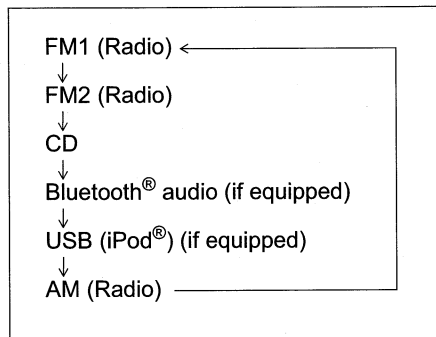 FM1 (Radio)
FM2 (Radio)
CD
Bluetooth® audio (if equipped)
USB (iPod®) (if equipped)
AM (Radio)